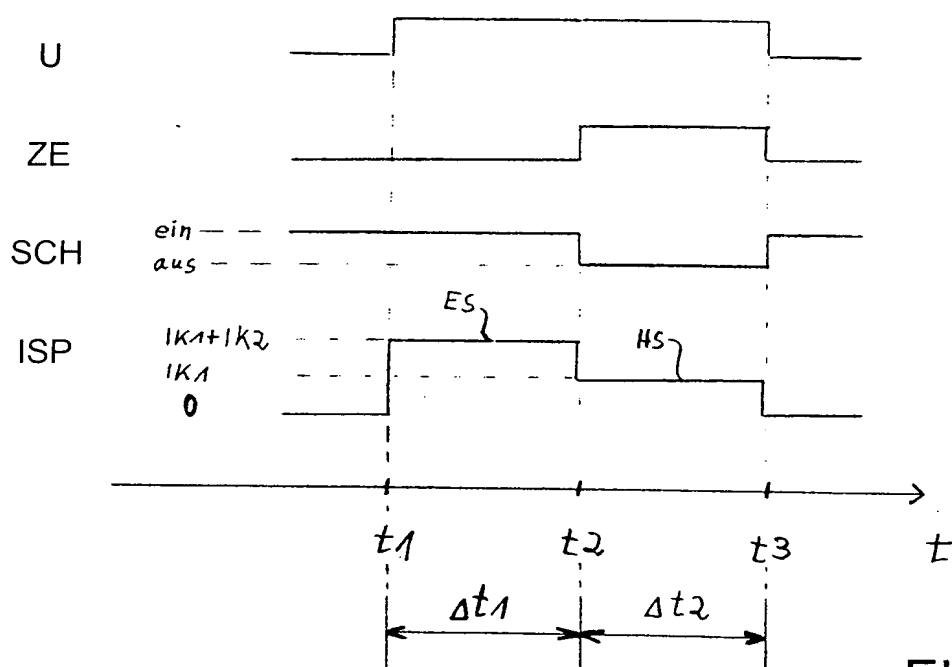 U
ZE
SCH
ein
aus
ES
ISP
IK1+IK2
HS
IK1
0
t1
t2
t3
t
Δt1
Δt2